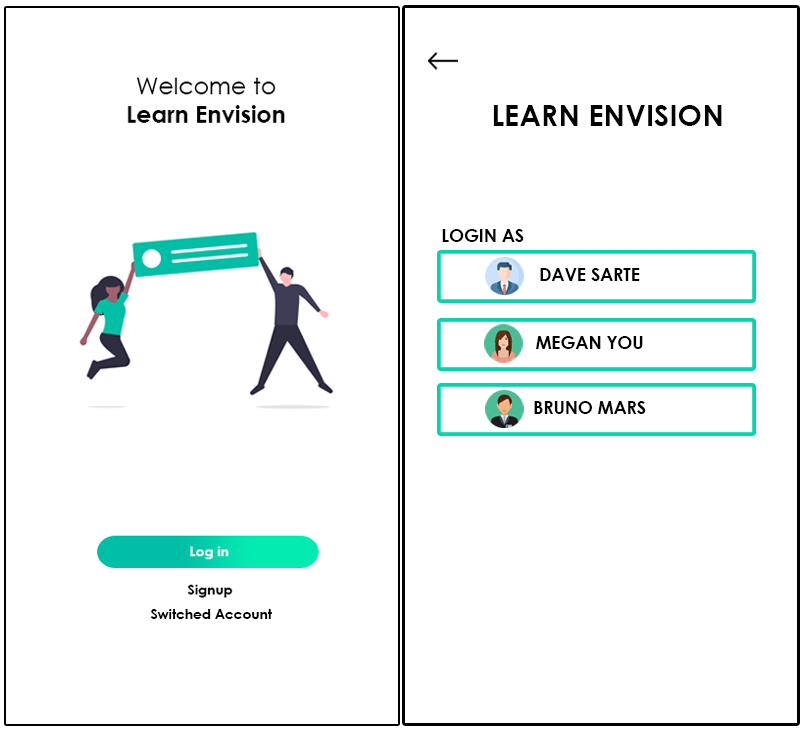 Welcome to
Learn Envision
Log in
Signup
Switched Account
LEARN ENVISION
LOGIN AS
DAVE SARTE
MEGAN YOU
BRUNO MARS